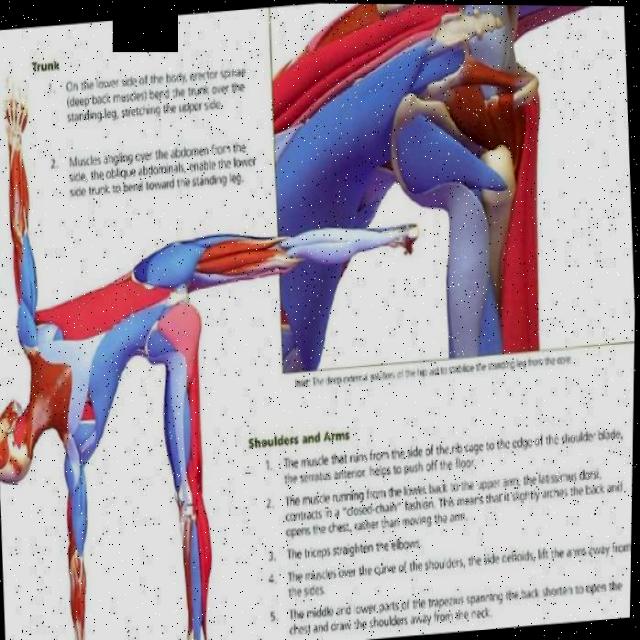 Trunk
1. On the lower side of the body, erector spinae
(deep back muscles) bend the trunk over the
standing leg, stretching the upper side.
2. Muscles angling over the abdomen from the
side, the oblique abdominals, enable the lower
side trunk to bend toward the standing leg.
Inset: The deep external rotators of the hip aid to stabilize the standing leg from the core.
Shoulders and Arms
1. The muscle that runs from the side of the rib cage to the edge of the shoulder blade,
the serratus anterior helps to push off the floor.
2. The muscle running from the lower back to the upper arm, the latissimus dorsi,
contracts in a "closed-chain" fashion. This means that it slightly arches the back and
opens the chest, rather than moving the arm.
3. The triceps straighten the elbows.
4. The muscles over the curve of the shoulders, the side deltoids, lift the arms away from
the sides.
5. The middle and lower parts of the trapezius spanning the back shorten to open the
chest and draw the shoulders away from the neck.